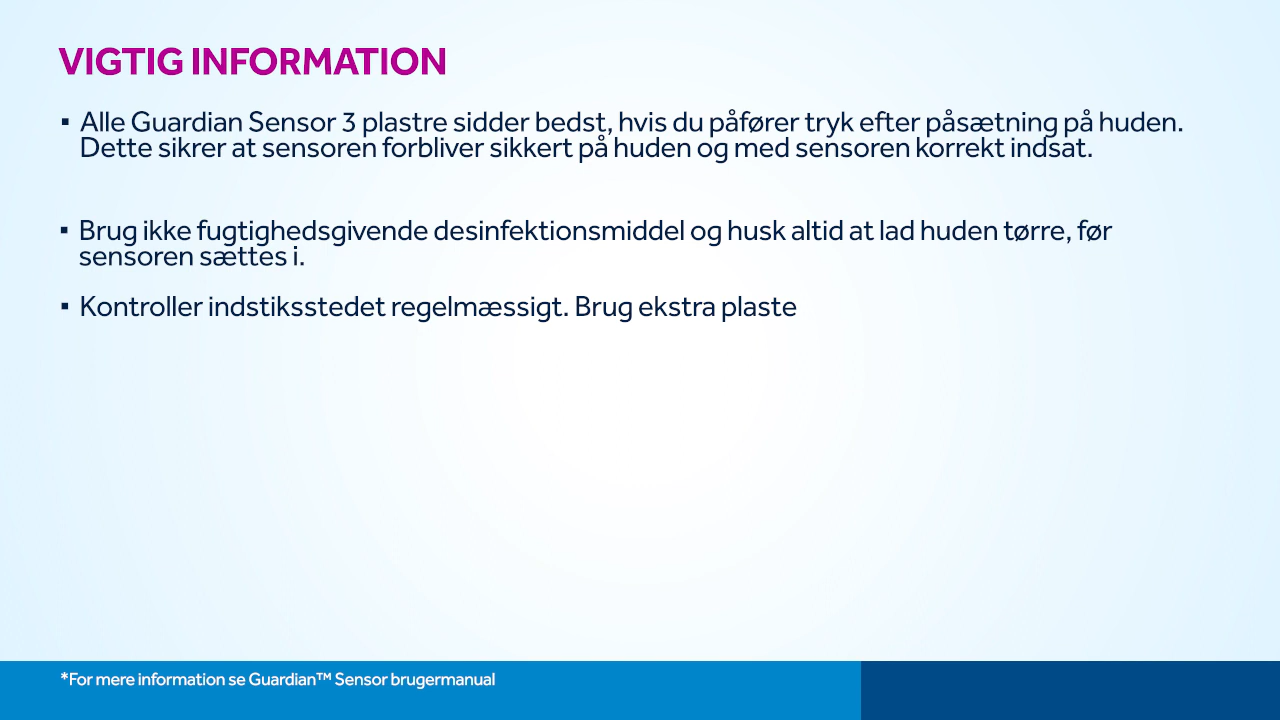 VIGTIG INFORMATION
▪ Alle Guardian Sensor 3 plastre sidder bedst, hvis du påfører tryk efter påsætning på huden.
Dette sikrer at sensoren forbliver sikkert på huden og med sensoren korrekt indsat.
▪ Brug ikke fugtighedsgivende desinfektionsmiddel og husk altid at lad huden tørre, før
sensoren sættes i.
▪ Kontroller indstiksstedet regelmæssigt. Brug ekstra plaste
*For mere information se Guardian™ Sensor brugermanual